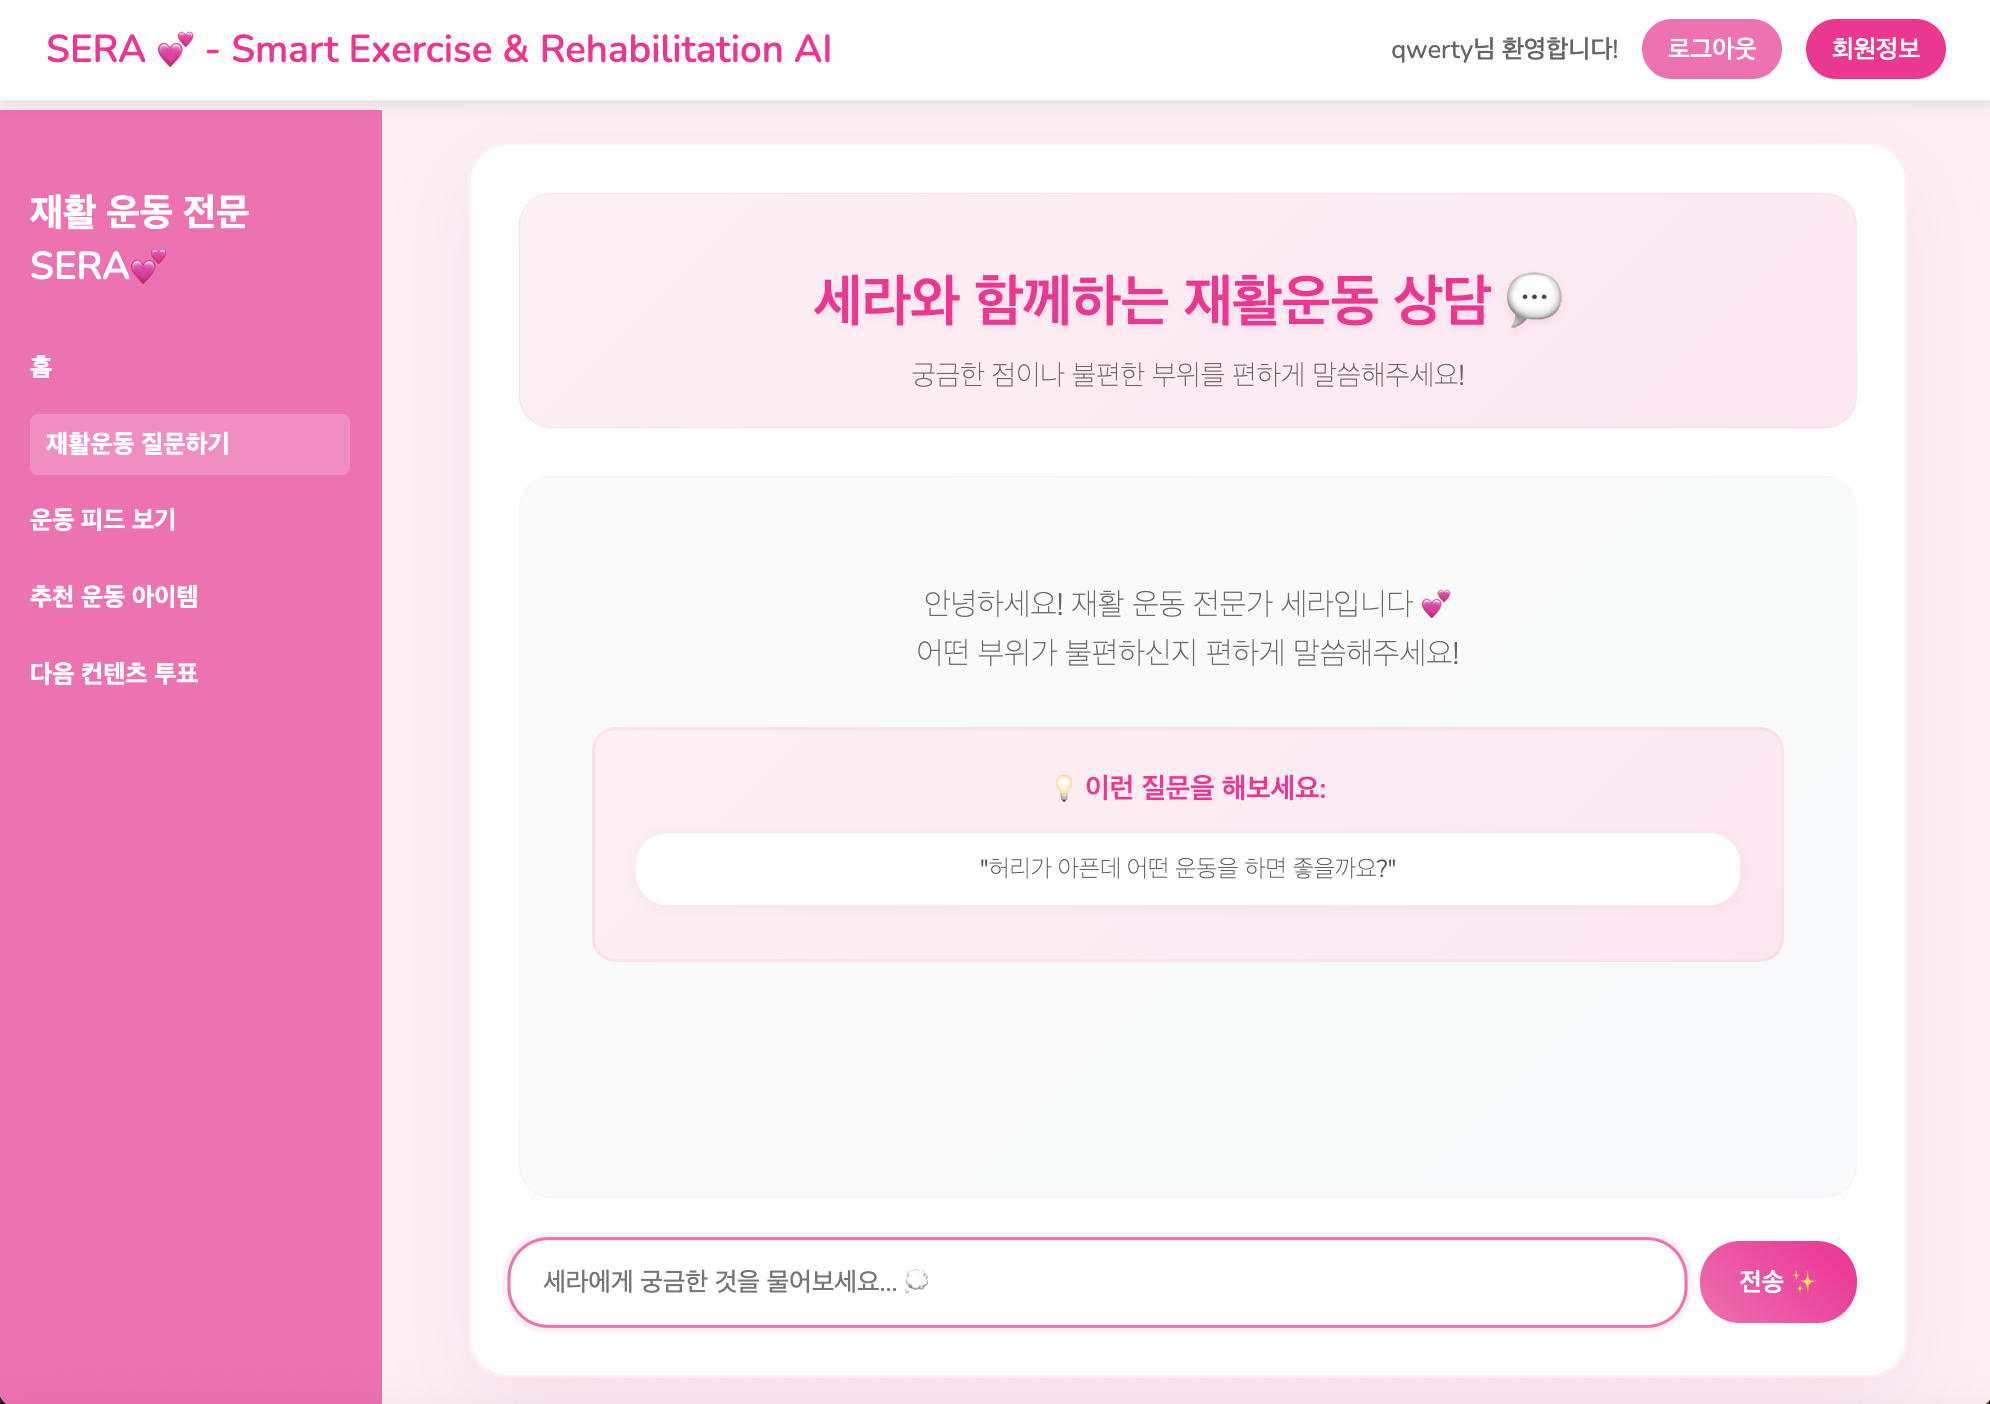 SERA 💕 - Smart Exercise & Rehabilitation AI
qwerty님 환영합니다!
로그아웃
회원정보
재활 운동 전문
SERA💕
홈
재활운동 질문하기
운동 피드 보기
추천 운동 아이템
다음 컨텐츠 투표
세라와 함께하는 재활운동 상담 💬
궁금한 점이나 불편한 부위를 편하게 말씀해주세요!
안녕하세요! 재활 운동 전문가 세라입니다 💕
어떤 부위가 불편하신지 편하게 말씀해주세요!
💡 이런 질문을 해보세요:
"허리가 아픈데 어떤 운동을 하면 좋을까요?"
세라에게 궁금한 것을 물어보세요... 💭
전송 ✨